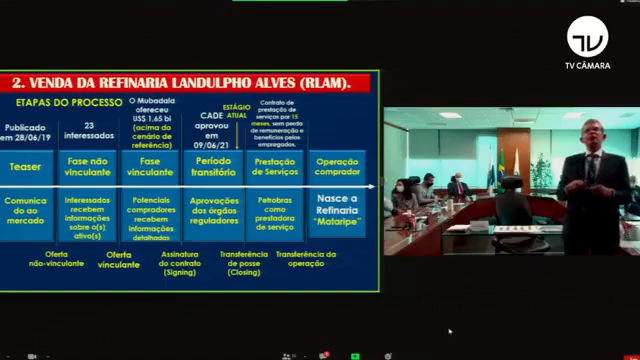 TV CÂMARA
2. VENDA DA REFINARIA LANDULPHO ALVES (RLAM).
ETAPAS DO PROCESSO
Publicado
em 28/06/19
23
interessados
O Mubadala
ofereceu
US$ 1,65 bi
(acima do
cenário de
referência)
CADE
aprovou
em
09/06/21
ESTÁGIO
ATUAL
Contrato de
prestação de
serviços por 15
meses, sem perda
de remuneração e
benefícios pelos
empregados.
Teaser
Fase não
vinculante
Fase
vinculante
Período
transitório
Prestação
de Serviços
Operação
comprador
Comunica
do ao
mercado
Interessados
recebem
informações
sobre o(s)
ativo(s)
Potenciais
compradores
recebem
informações
detalhadas
Aprovações
dos órgãos
reguladores
Petrobras
como
prestadora
de serviço
Nasce a
Refinaria
"Mataripe"
Oferta
não-vinculante
Oferta
vinculante
Assinatura
do contrato
(Signing)
Transferência
de posse
(Closing)
Transferência da
operação